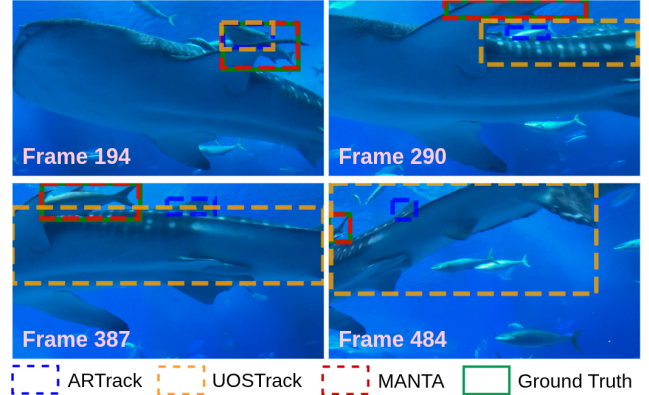 Frame 194
Frame 290
Frame 387
Frame 484
ARTrack
UOSTrack
MANTA
Ground Truth